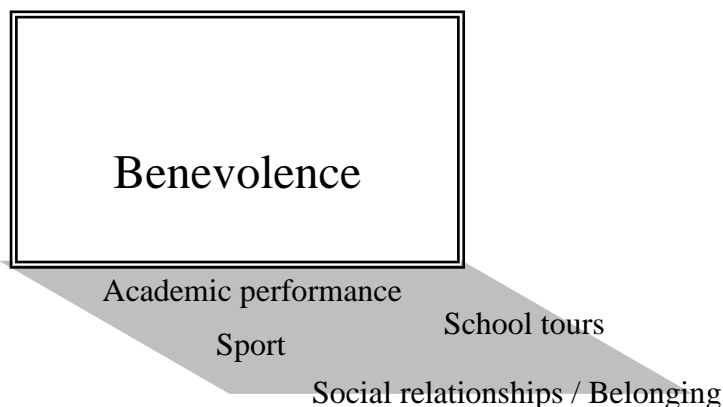 Benevolence
Academic performance
School tours
Sport
Social relationships / Belonging